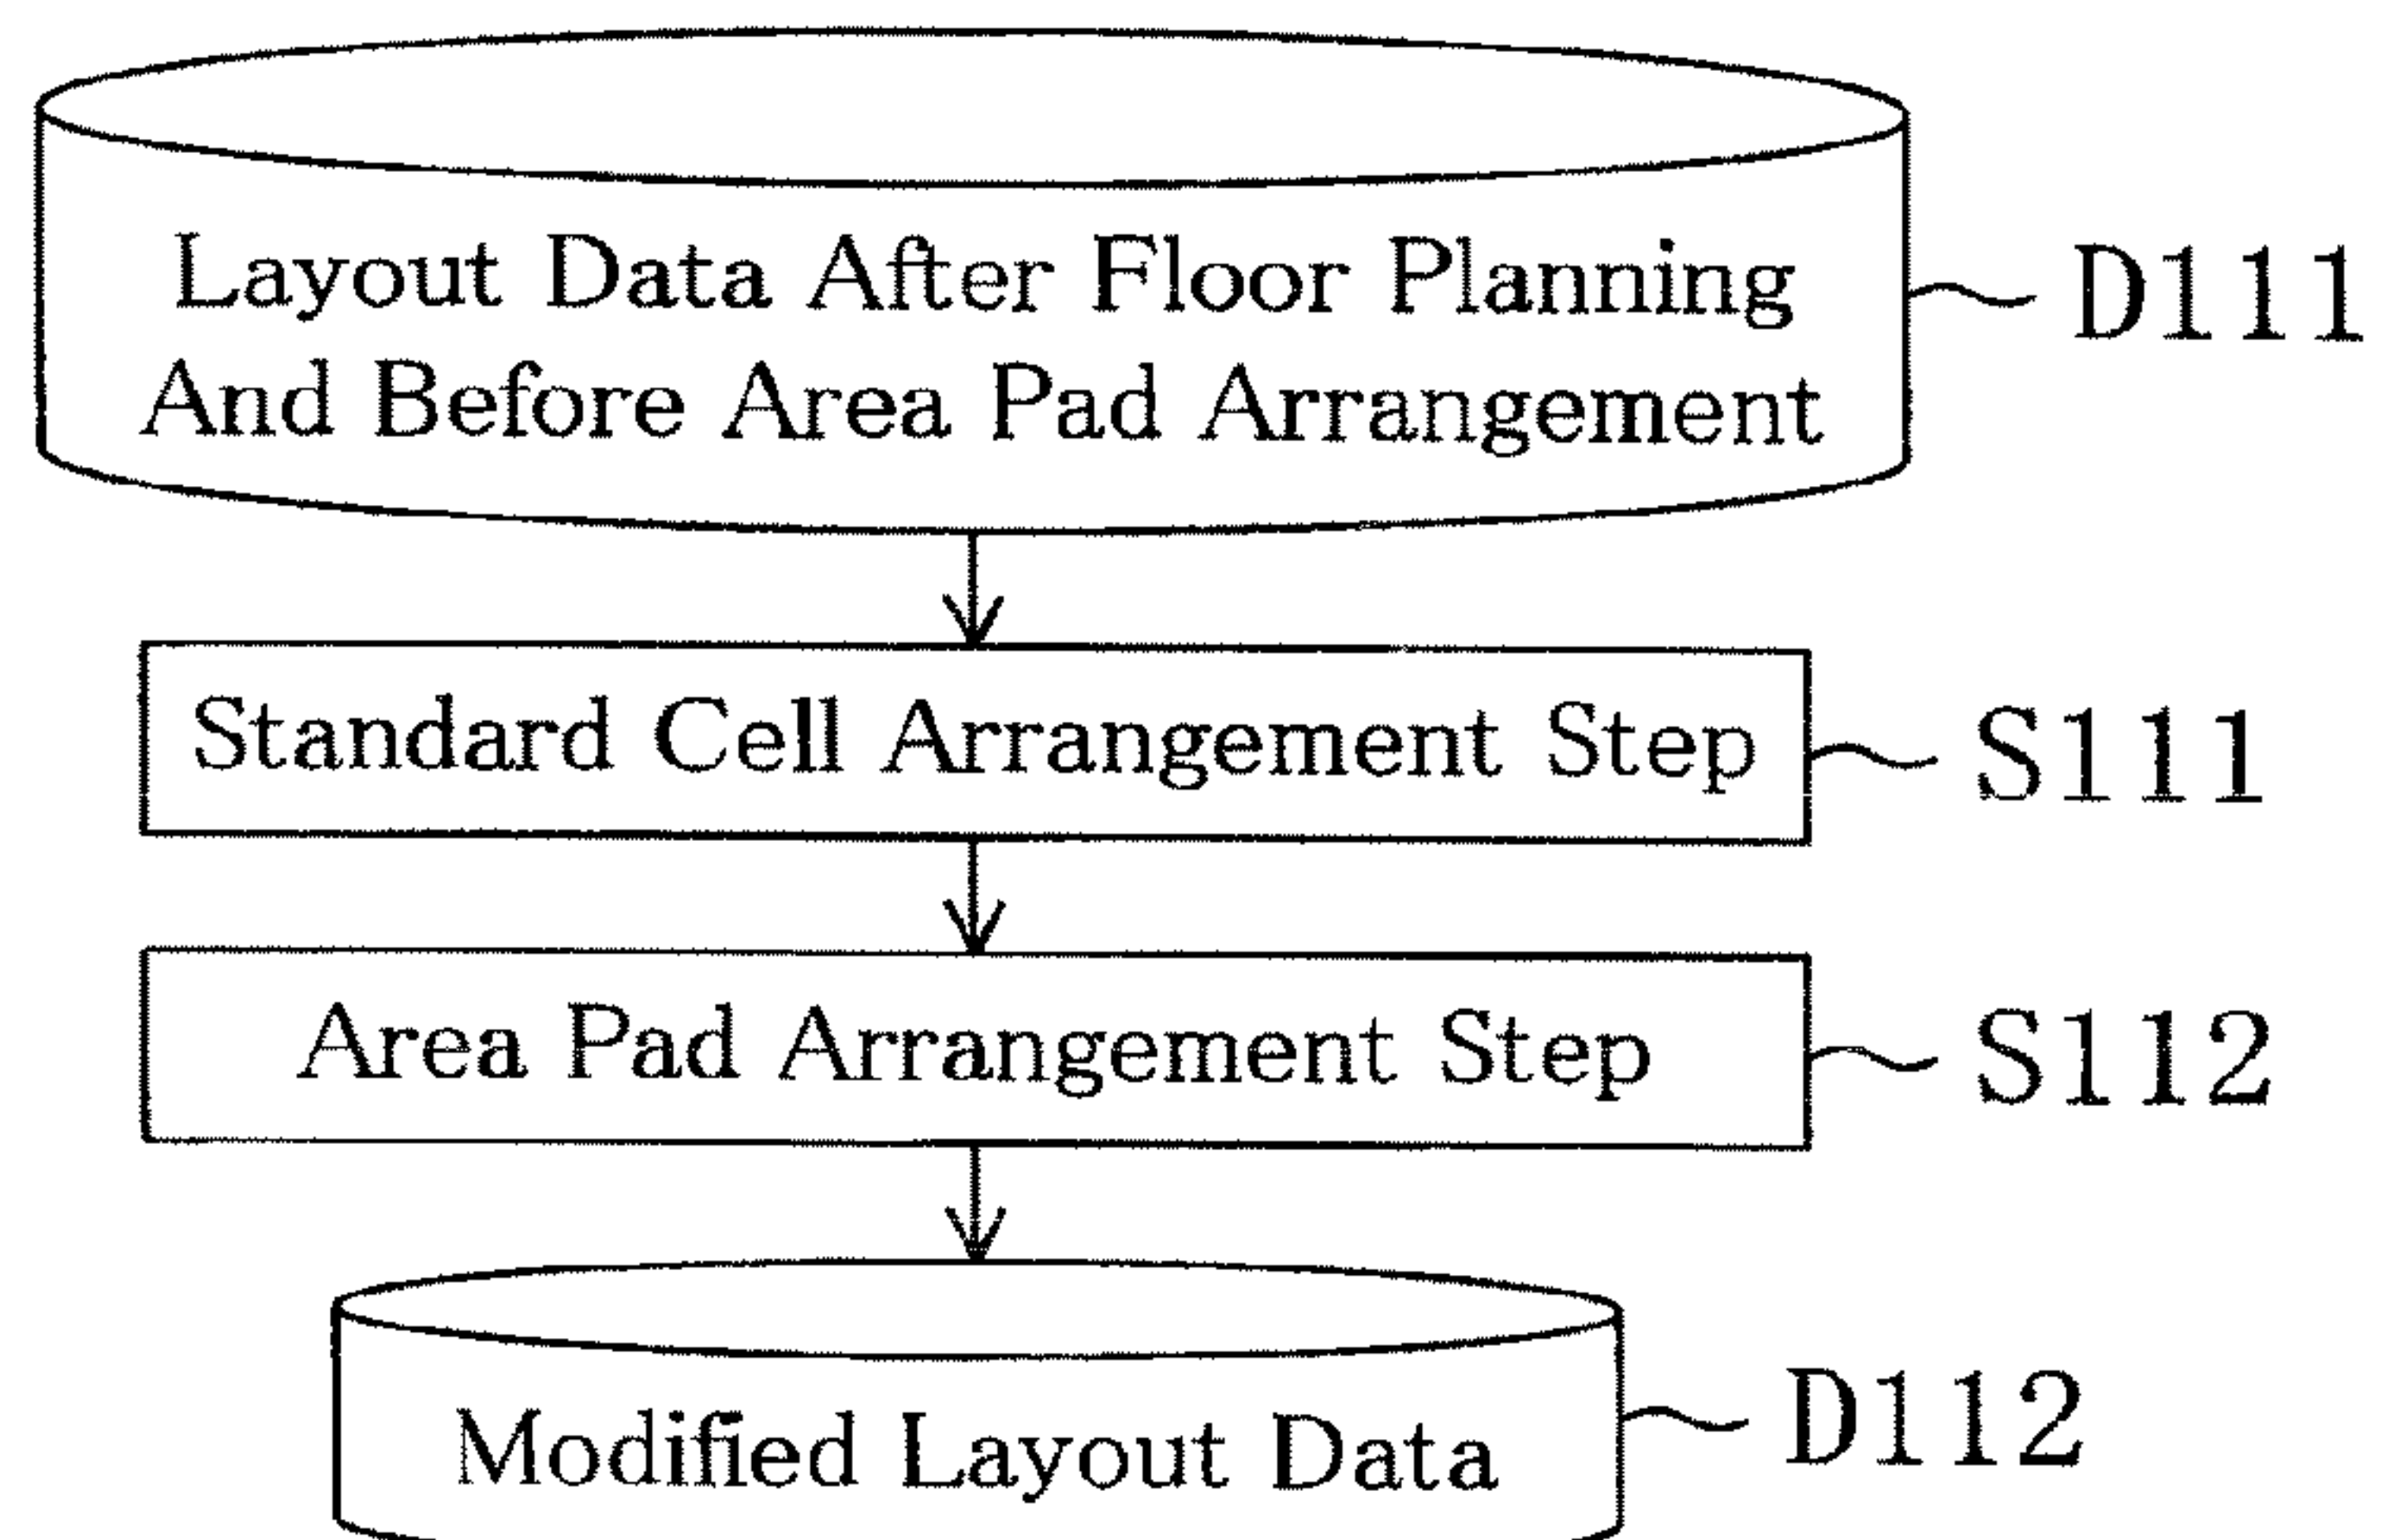 Layout Data After Floor Planning
And Before Area Pad Arrangement
D111
Standard Cell Arrangement Step
S111
Area Pad Arrangement Step
S112
Modified Layout Data
D112